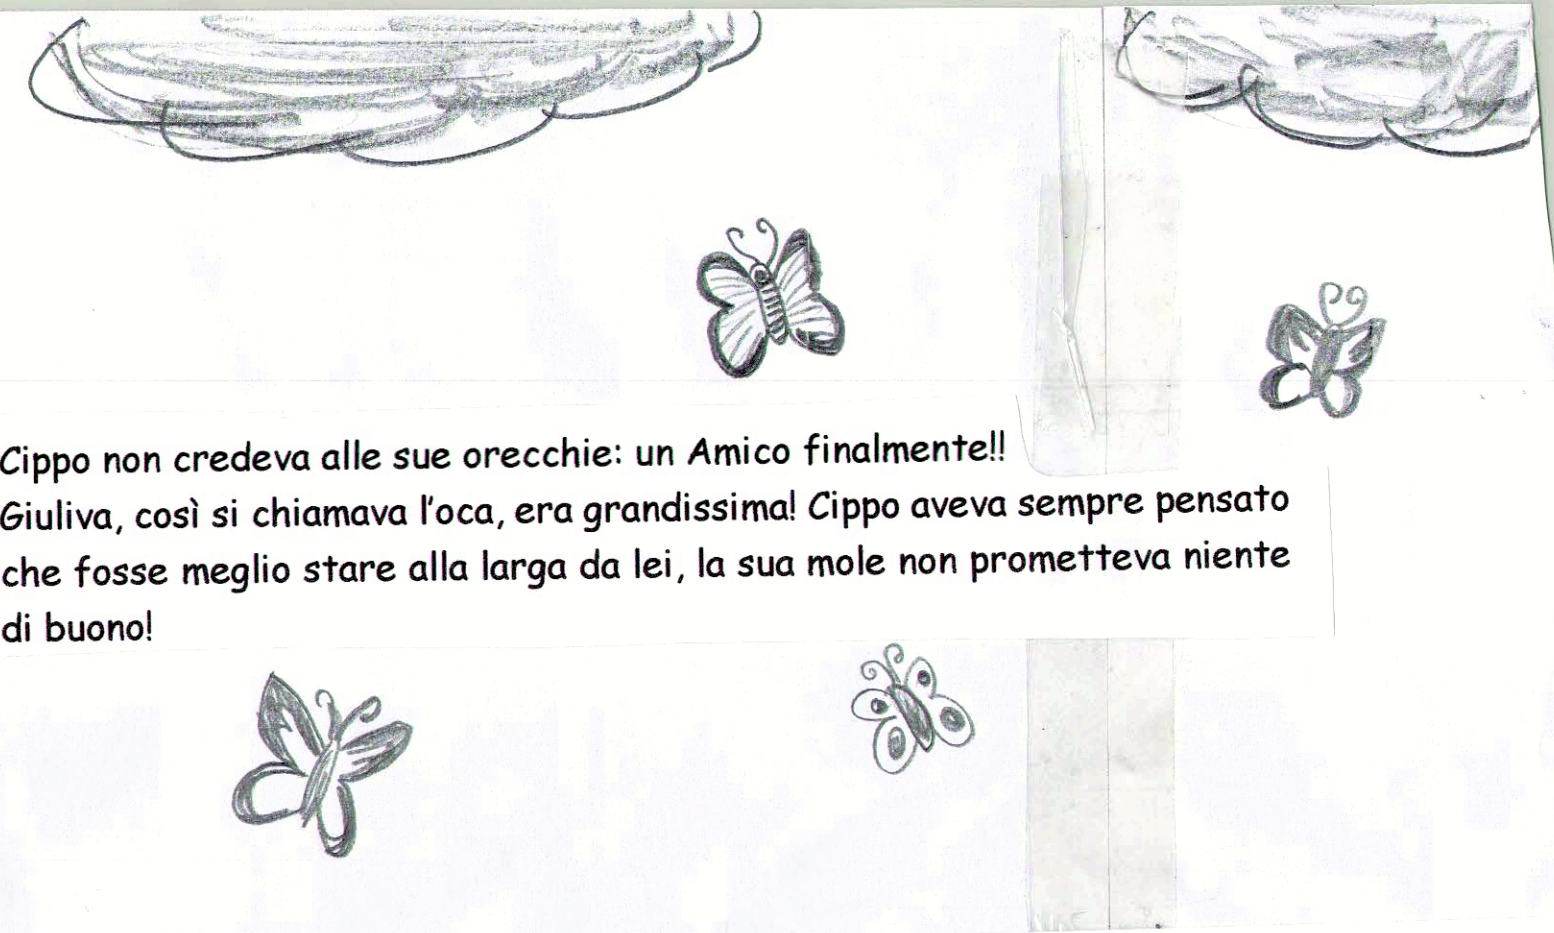 Cippo non credeva alle sue orecchie: un Amico finalmente!!
Giuliva, così si chiamava l'oca, era grandissima! Cippo aveva sempre pensato
che fosse meglio stare alla larga da lei, la sua mole non prometteva niente
di buono!